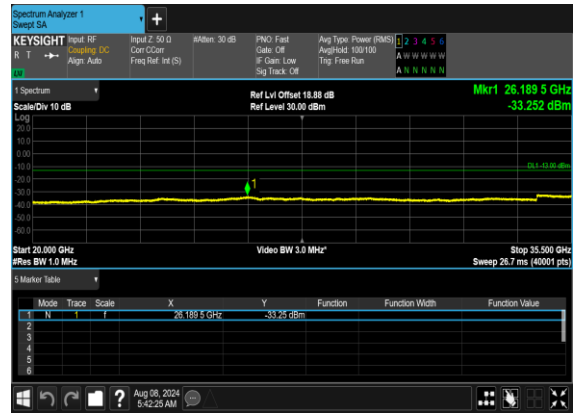 Spectrum Analyzer 1
Swept SA
+
KEYSIGHT Input: RF Input Z: 50 Ω #Atten: 30 dB PNO: Fast Avg Type: Power (RMS) 1 2 3 4 5 6
R T Coupling: DC Corr CCorr Gate: Off Avg|Hold: 100/100 A W W W W W
Align: Auto Freq Ref: Int (S) IF Gain: Low Trig: Free Run
LW Sig Track: Off A N N N N N
1 Spectrum Ref Lvl Offset 18.88 dB Mkr1 26.189 5 GHz
Scale/Div 10 dB Ref Level 30.00 dBm -33.252 dBm
Log
20.0
10.0
0.00
-10.0 DL1 -13.00 dBm
-20.0
1
-30.0
-40.0
-50.0
-60.0
Start 20.000 GHz Video BW 3.0 MHz* Stop 35.500 GHz
#Res BW 1.0 MHz Sweep 26.7 ms (40001 pts)
5 Marker Table
Mode Trace Scale X Y Function Function Width Function Value
1 N 1 f 26.189 5 GHz -33.25 dBm
2
3
4
5
6
? Aug 08, 2024
5:42:25 AM